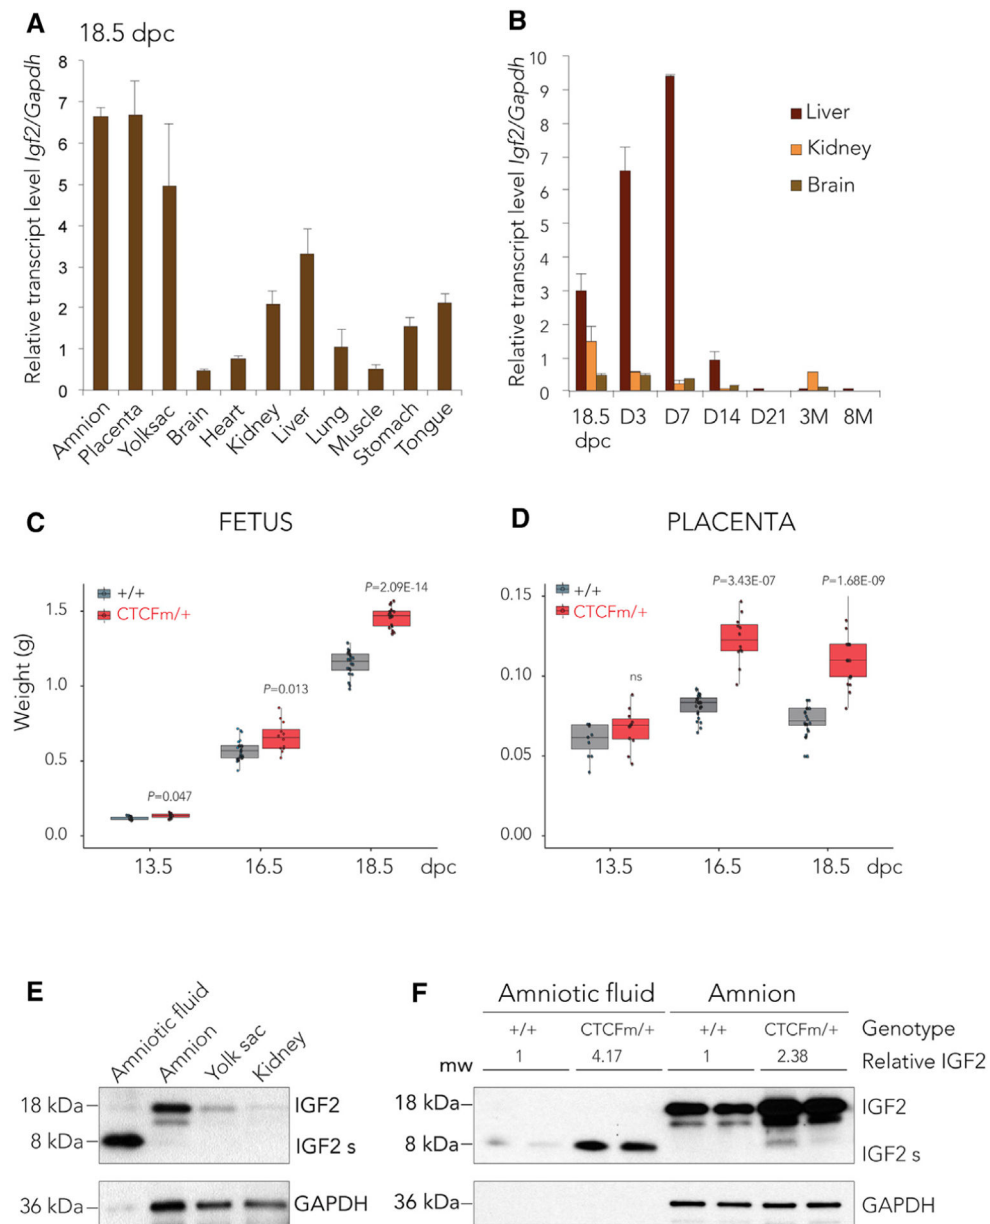 A
18.5 dpc
Relative transcript level Igf2/Gapdh
8
7
6
5
4
3
2
1
0
Amnion
Placenta
Yolksac
Brain
Heart
Kidney
Liver
Lung
Muscle
Stomach
Tongue
B
Relative transcript level Igf2/Gapdh
10
9
8
7
6
5
4
3
2
1
0
Liver
Kidney
Brain
18.5 dpc
D3
D7
D14
D21
3M
8M
C
FETUS
+/+
CTCFm/+
Weight (g)
1.5
1.0
0.5
0.0
P=0.047
P=0.013
P=2.09E-14
13.5
16.5
18.5
dpc
D
PLACENTA
+/+
CTCFm/+
0.15
0.10
0.05
0.00
ns
P=3.43E-07
P=1.68E-09
13.5
16.5
18.5
dpc
E
Amniotic fluid
Amnion
Yolk sac
Kidney
18 kDa
IGF2
8 kDa
IGF2 s
36 kDa
GAPDH
F
Amniotic fluid Amnion
+/+ CTCFm/+ +/+ CTCFm/+ Genotype
mw 1 4.17 1 2.38 Relative IGF2
18 kDa
IGF2
8 kDa
IGF2 s
36 kDa
GAPDH